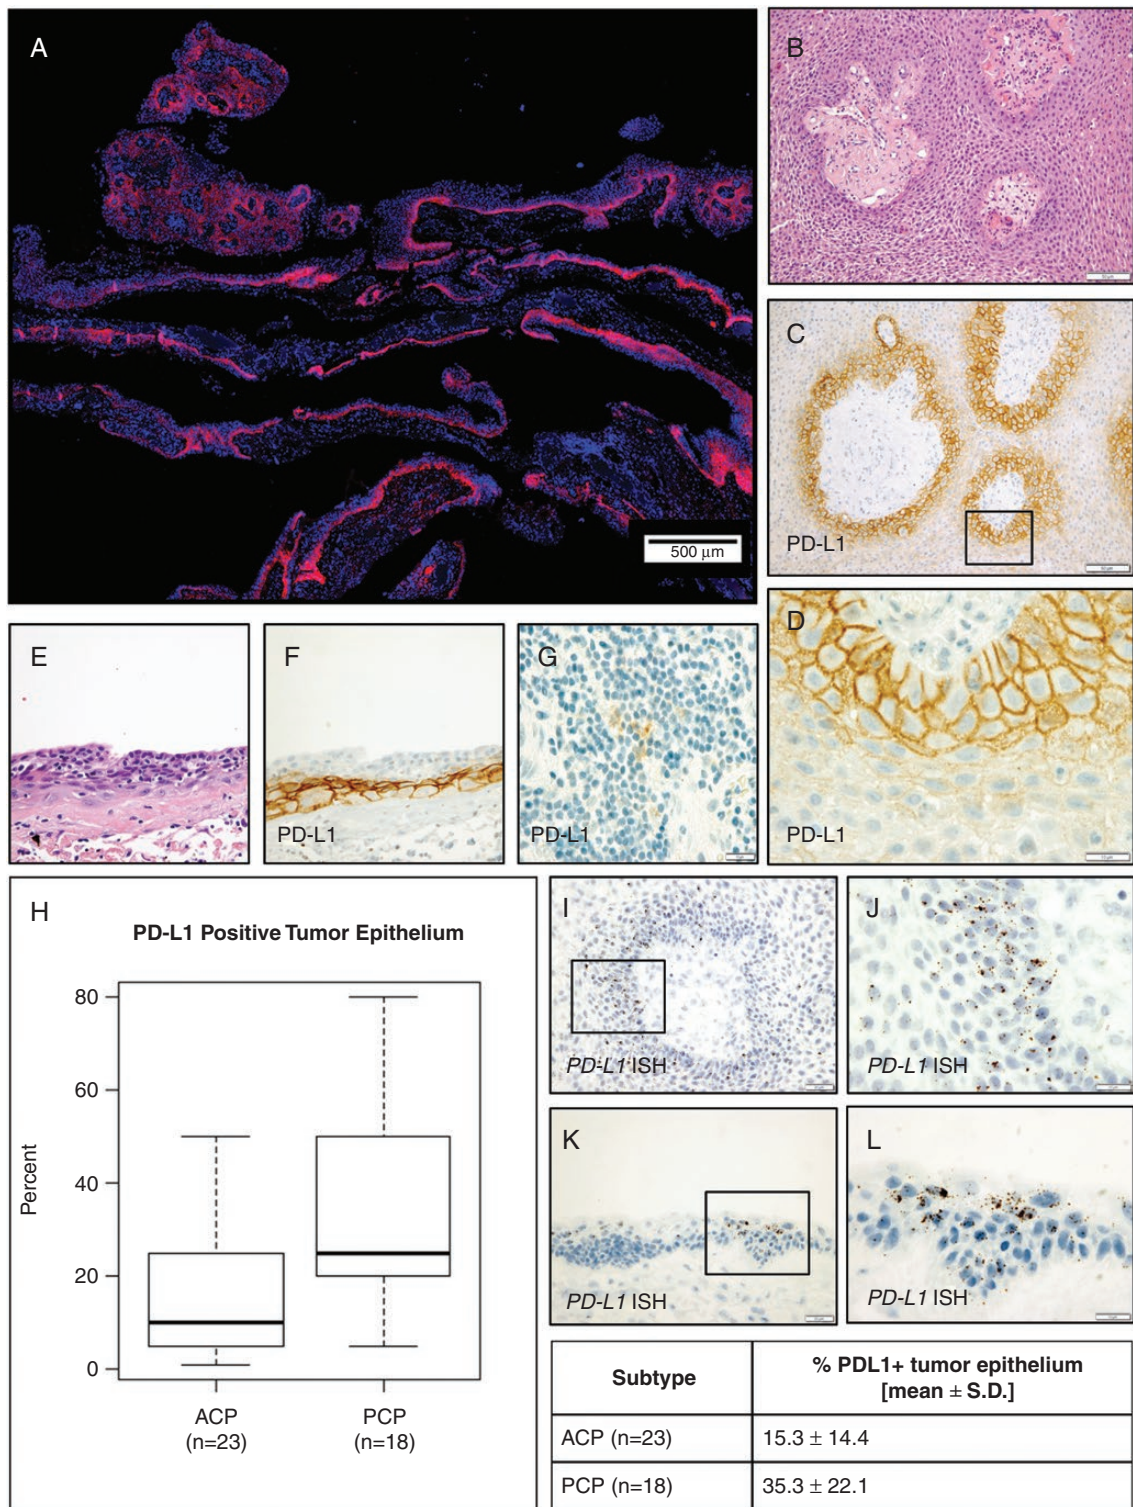 A
500 µm
B
C
PD-L1
D
PD-L1
E
F
PD-L1
G
PD-L1
H
PD-L1 Positive Tumor Epithelium
80
60
40
20
0
Percent
ACP
(n=23)
PCP
(n=18)
I
PD-L1 ISH
J
PD-L1 ISH
K
PD-L1 ISH
L
PD-L1 ISH
Subtype
% PDL1+ tumor epithelium
[mean ± S.D.]
ACP (n=23)
15.3 ± 14.4
PCP (n=18)
35.3 ± 22.1